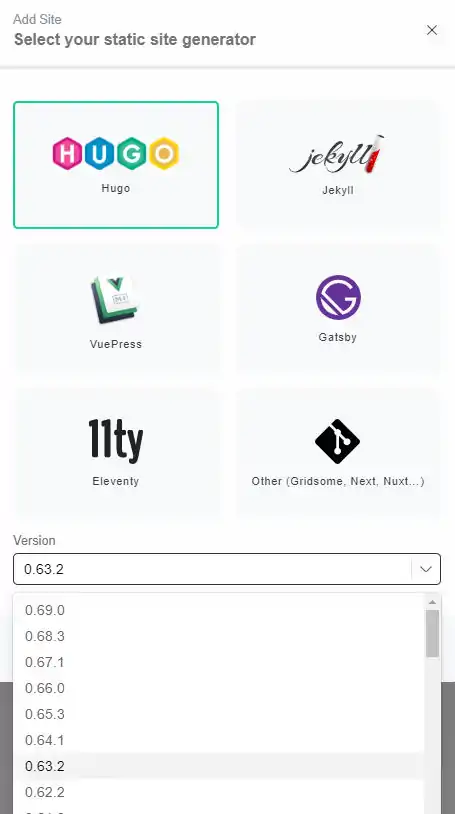 Add Site
Select your static site generator
HUGO
Hugo
jekyll
Jekyll
VuePress
Gatsby
11ty
Eleventy
Other (Gridsome, Next, Nuxt...)
Version
0.63.2
0.69.0
0.68.3
0.67.1
0.66.0
0.65.3
0.64.1
0.63.2
0.62.2